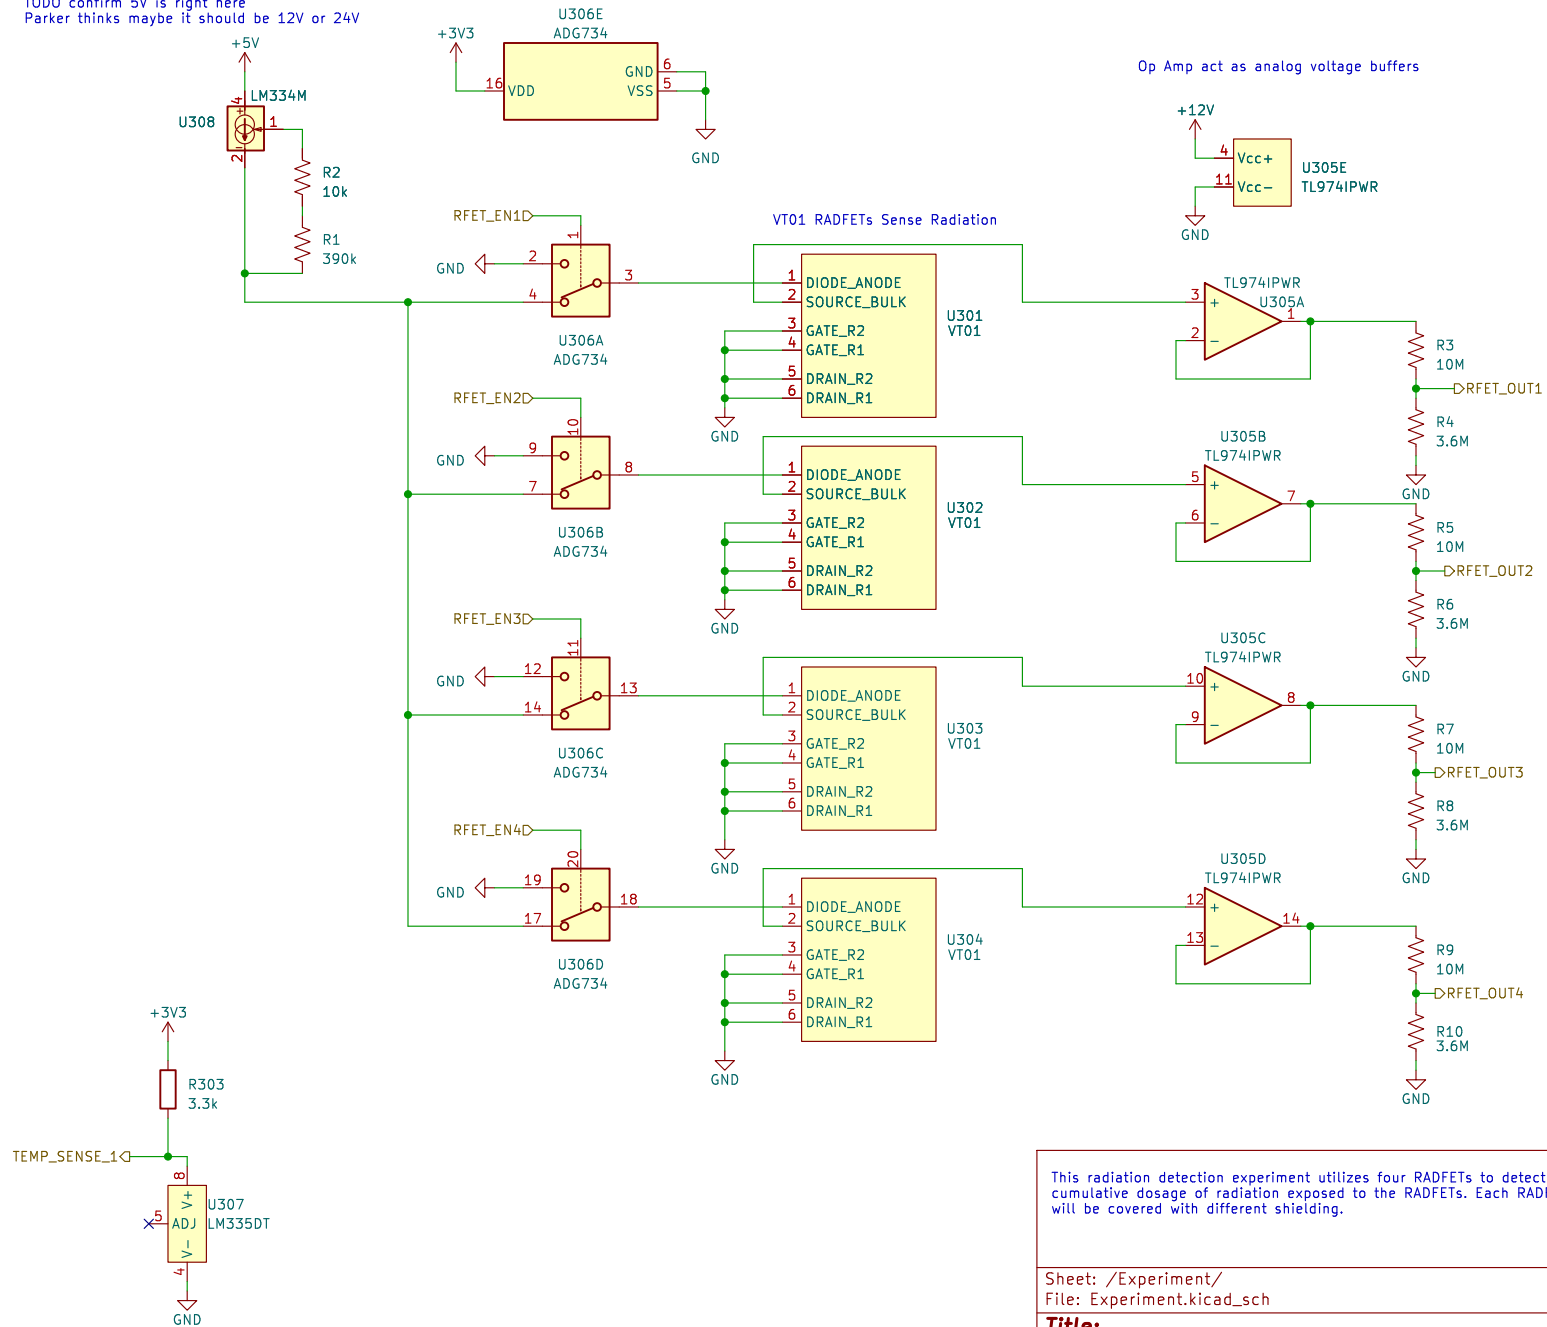 TODO confirm 5V is right here
Parker thinks maybe it should be 12V or 24V
+5V
4
LM334M
U308
+
1
-
2
R2
10k
R1
390k
+3V3
U306E
ADG734
16
VDD
GND
6
VSS
5
GND
Op Amp act as analog voltage buffers
+12V
4
Vcc+
11
Vcc-
U305E
TL974IPWR
GND
VT01 RADFETs Sense Radiation
RFET_EN1
1
GND
2
4
3
U306A
ADG734
1
DIODE_ANODE
2
SOURCE_BULK
3
GATE_R2
4
GATE_R1
5
DRAIN_R2
6
DRAIN_R1
U301
VT01
GND
TL974IPWR
U305A
3
+
2
-
1
R3
10M
RFET_OUT1
R4
3.6M
GND
RFET_EN2
10
GND
9
7
8
U306B
ADG734
1
DIODE_ANODE
2
SOURCE_BULK
3
GATE_R2
4
GATE_R1
5
DRAIN_R2
6
DRAIN_R1
U302
VT01
GND
U305B
TL974IPWR
5
+
6
-
7
R5
10M
RFET_OUT2
R6
3.6M
GND
RFET_EN3
11
GND
12
14
13
U306C
ADG734
1
DIODE_ANODE
2
SOURCE_BULK
3
GATE_R2
4
GATE_R1
5
DRAIN_R2
6
DRAIN_R1
U303
VT01
GND
U305C
TL974IPWR
10
+
9
-
8
R7
10M
RFET_OUT3
R8
3.6M
GND
RFET_EN4
20
GND
19
17
18
U306D
ADG734
1
DIODE_ANODE
2
SOURCE_BULK
3
GATE_R2
4
GATE_R1
5
DRAIN_R2
6
DRAIN_R1
U304
VT01
GND
U305D
TL974IPWR
12
+
13
-
14
R9
10M
RFET_OUT4
R10
3.6M
GND
+3V3
R303
3.3k
TEMP_SENSE_1
8
V+
5
ADJ
V-
4
U307
LM335DT
GND
This radiation detection experiment utilizes four RADFETs to detect
cumulative dosage of radiation exposed to the RADFETs. Each
will be covered with different shielding.
Sheet: /Experiment/
File: Experiment.kicad_sch
Title: